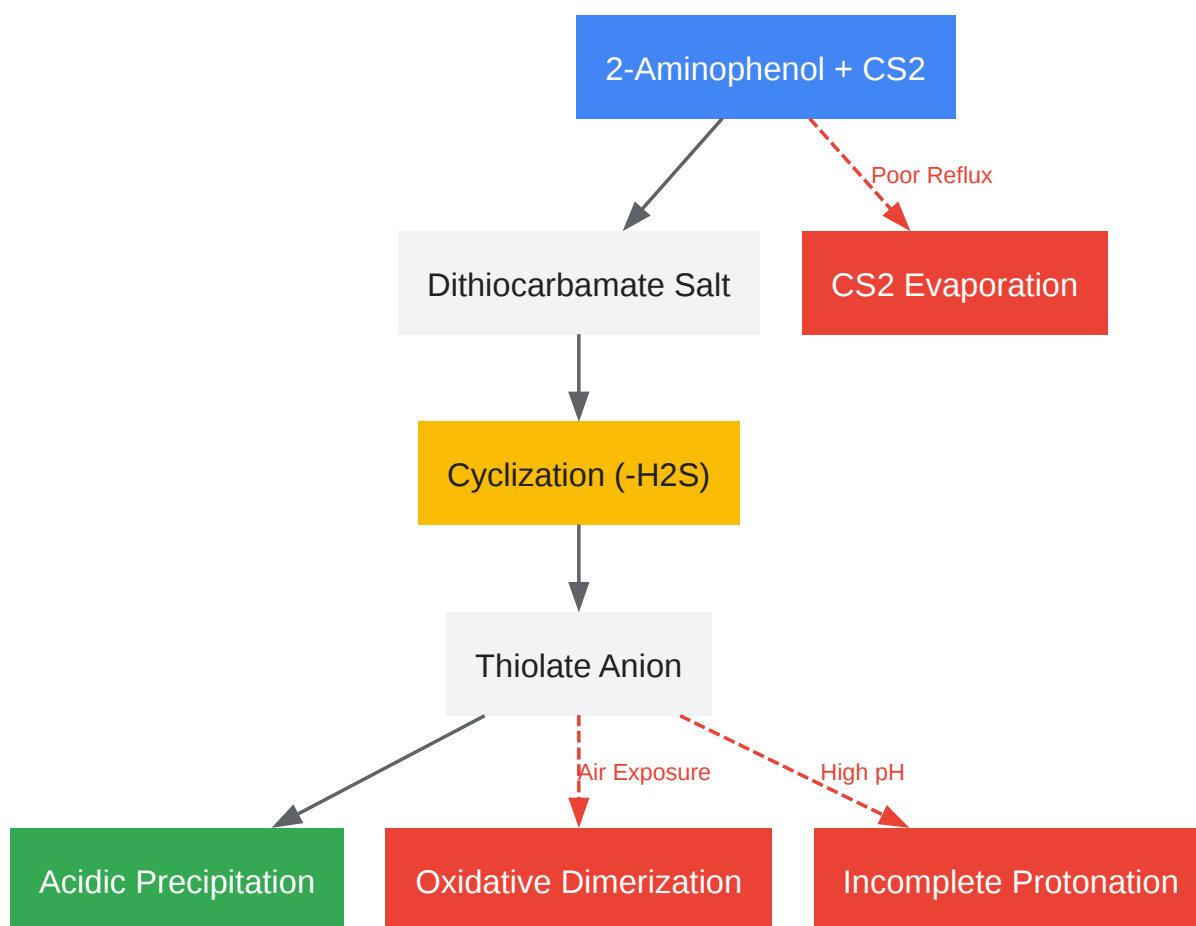 2-Aminophenol + CS2
Poor Reflux
Dithiocarbamate Salt
CS2 Evaporation
Cyclization (-H2S)
Thiolate Anion
Air Exposure
High pH
Acidic Precipitation
Oxidative Dimerization
Incomplete Protonation